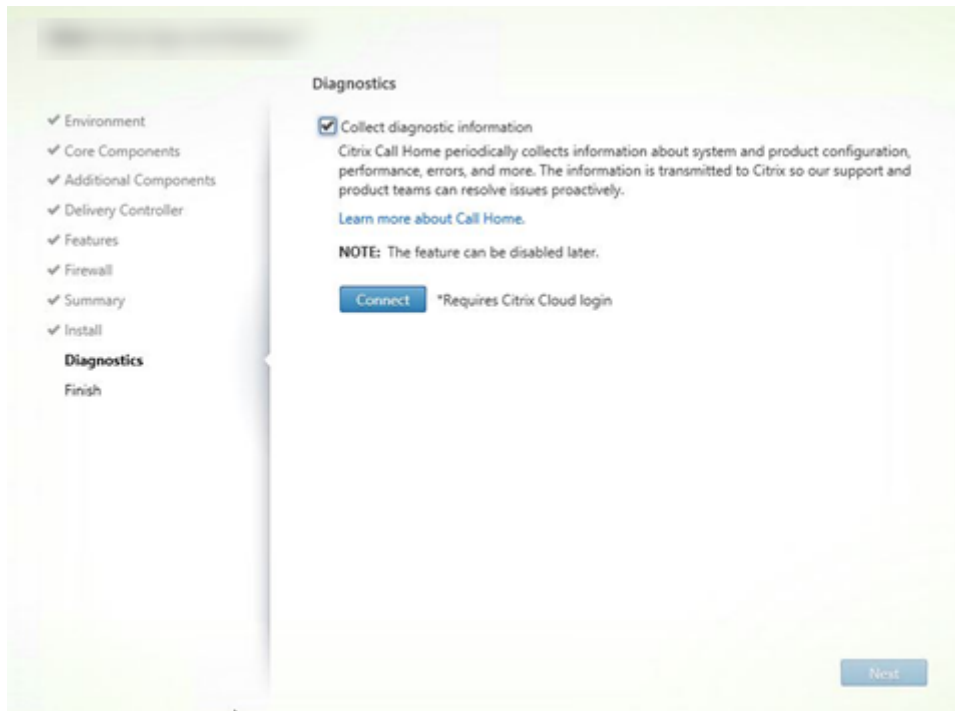 Diagnostics
✔ Environment
✔ Core Components
✔ Additional Components
✔ Delivery Controller
✔ Features
✔ Firewall
✔ Summary
✔ Install
Diagnostics
Finish
Collect diagnostic information
Citrix Call Home periodically collects information about system and product configuration,
performance, errors, and more. The information is transmitted to Citrix so our support and
product teams can resolve issues proactively.
Learn more about Call Home.
NOTE: The feature can be disabled later.
Connect *Requires Citrix Cloud login
Next